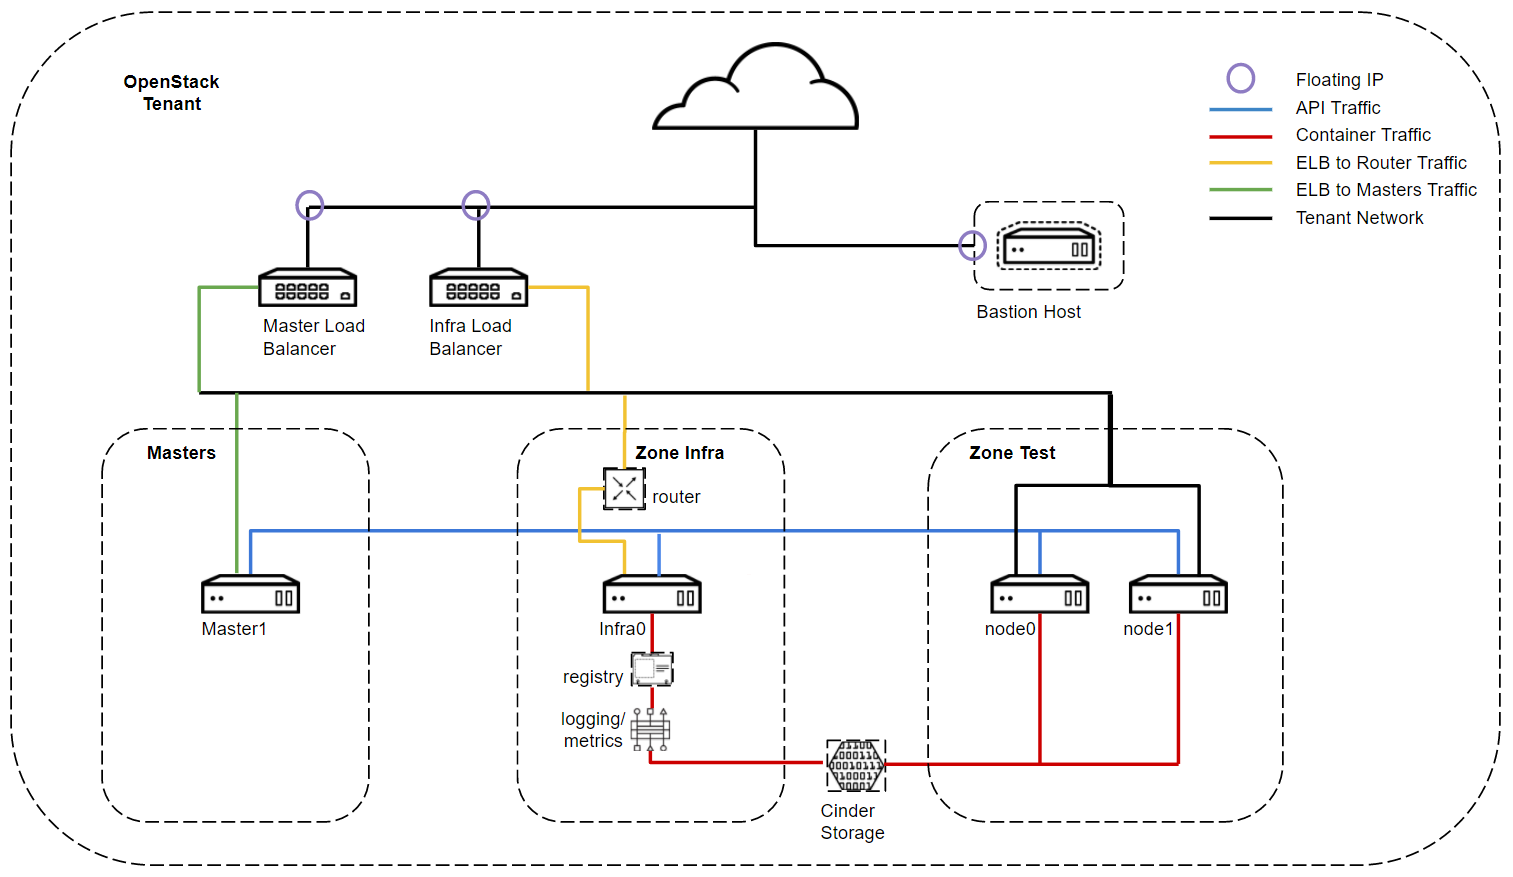 OpenStack
Tenant
Floating IP
API Traffic
Container Traffic
ELB to Router Traffic
ELB to Masters Traffic
Tenant Network
Bastion Host
Master Load
Balancer
Infra Load
Balancer
Masters
Zone Infra
Zone Test
router
Master1
Infra0
node0
node1
registry
logging/
metrics
Cinder
Storage